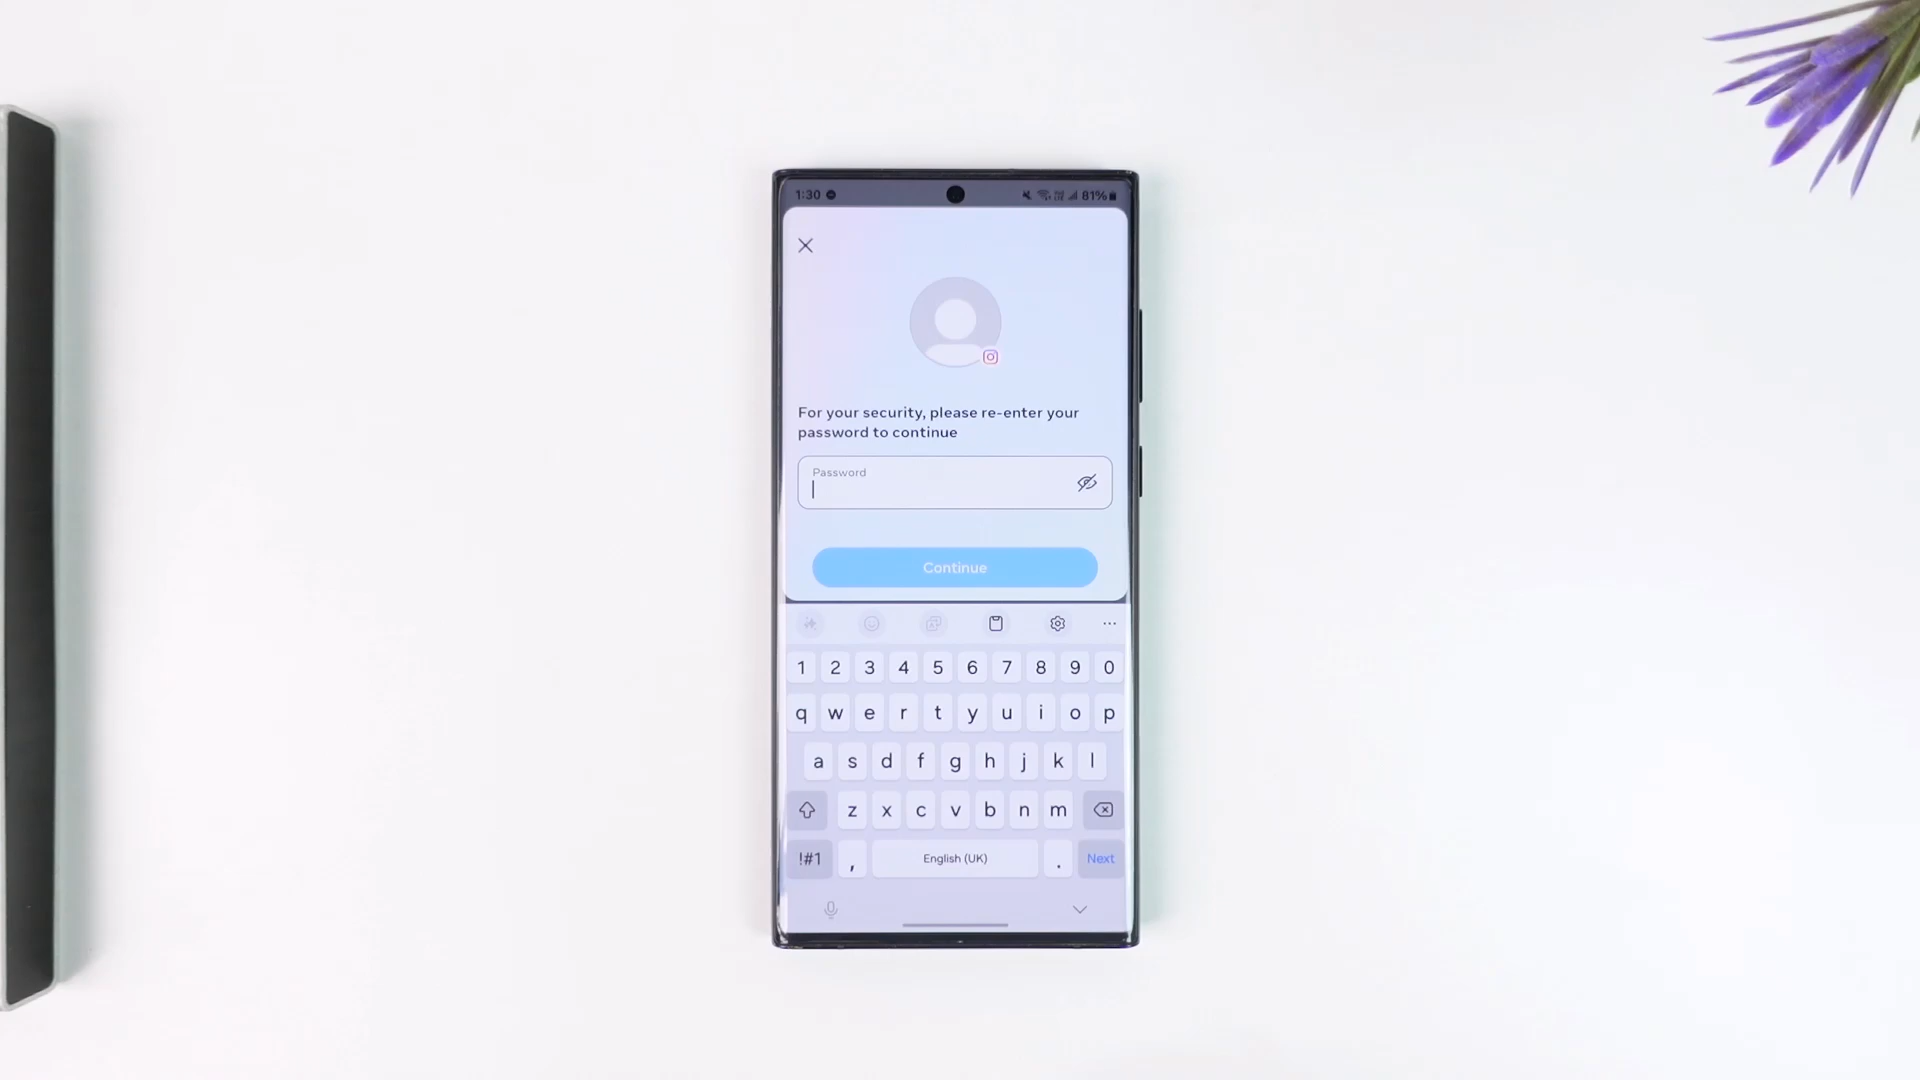 1:30 81%
For your security, please re-enter your
password to continue
Password
Continue
1 2 3 4 5 6 7 8 9 0
q w e r t y u i o p
a s d f g h j k l
z x c v b n m
!#1 , English (UK) . Next